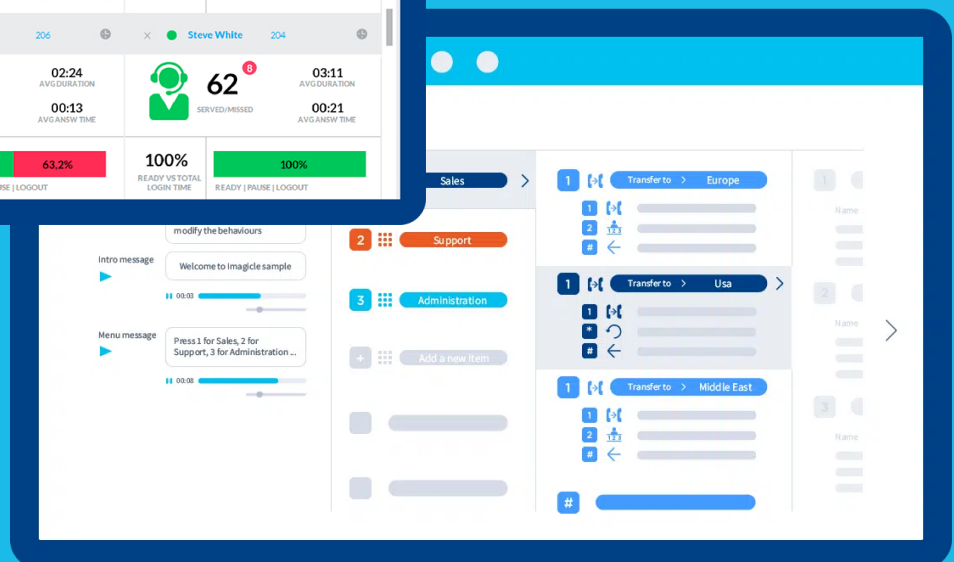 206
Steve White
204
02:24
AVG DURATION
62
8
SERVED/MISSED
03:11
AVG DURATION
00:13
AVG ANSW TIME
00:21
AVG ANSW TIME
63,2%
100%
100%
READY VS TOTAL
LOGIN TIME
| LOGOUT
READY | PAUSE | LOGOUT
modify the behaviours
Intro message
Welcome to Imagicle sample
00:03
Menu message
Press 1 for Sales, 2 for
Support, 3 for Administration ...
00:08
Sales
2
Support
3
Administration
+
Add a new Item
1
Transfer to > Europe
1
2
123
#
1
Transfer to > Usa
1
*
#
1
Transfer to > Middle East
1
2
123
#
#
1
Name
2
Name
3
Name